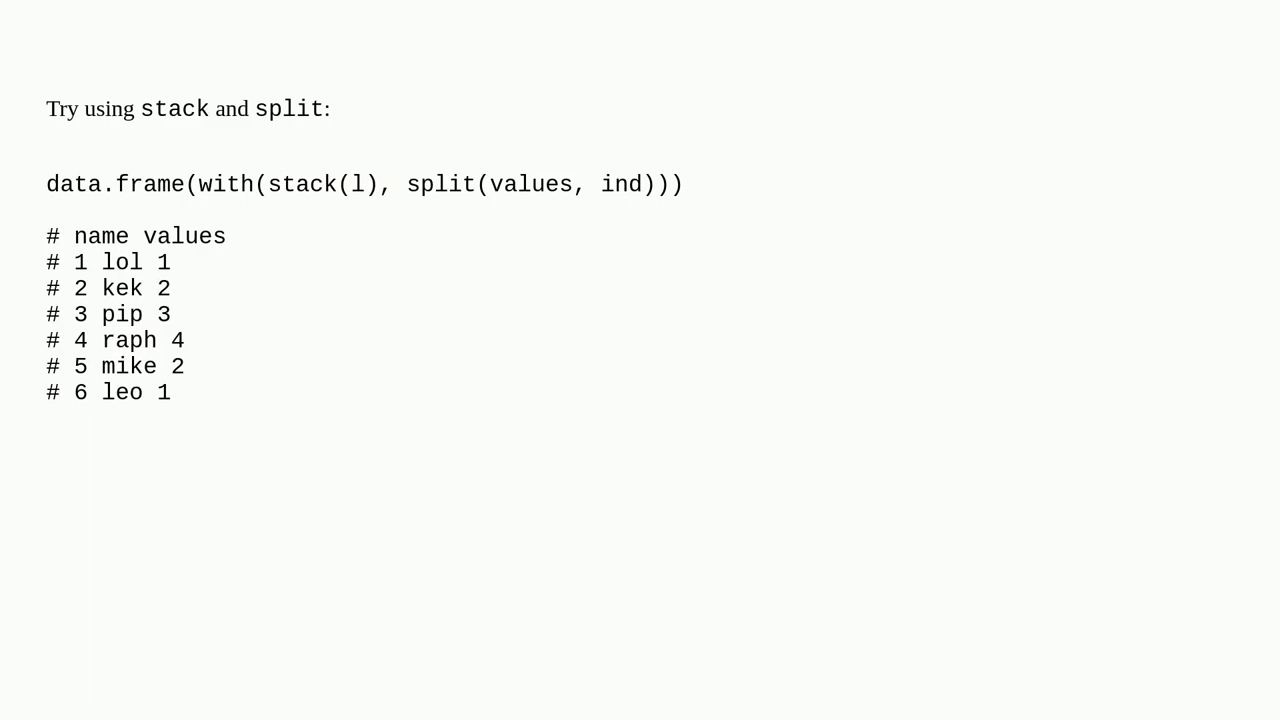 Try using stack and split:
data.frame(with(stack(l), split(values, ind)))
# name values
# 1 lol 1
# 2 kek 2
# 3 pip 3
# 4 raph 4
# 5 mike 2
# 6 leo 1